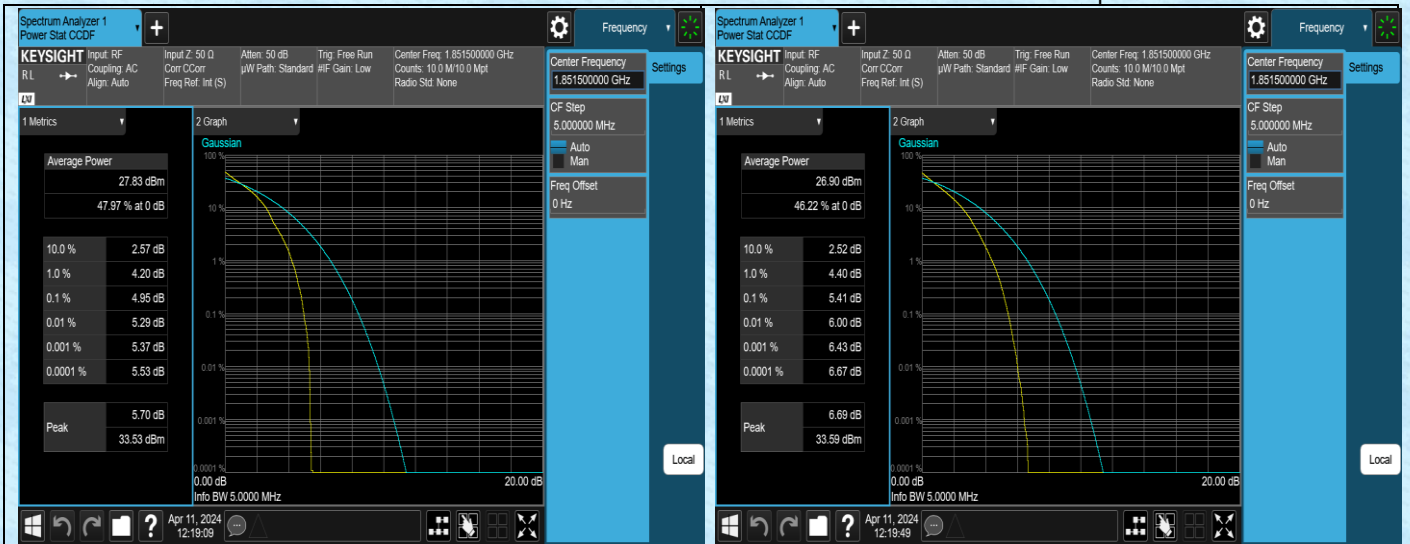 Spectrum Analyzer 1
Power Stat CCDF
+
Frequency
KEYSIGHT
RL
LXI
Input: RF
Coupling: AC
Align: Auto
Input Z: 50 Ω
Corr CCorr
Freq Ref: Int (S)
Atten: 50 dB
µW Path: Standard
Trig: Free Run
#IF Gain: Low
Center Freq: 1.851500000 GHz
Counts: 10.0 M/10.0 Mpt
Radio Std: None
Center Frequency
1.851500000 GHz
Settings
CF Step
5.000000 MHz
Auto
Man
Freq Offset
0 Hz
1 Metrics
Average Power
27.83 dBm
47.97 % at 0 dB
10.0 % 2.57 dB
1.0 % 4.20 dB
0.1 % 4.95 dB
0.01 % 5.29 dB
0.001 % 5.37 dB
0.0001 % 5.53 dB
Peak 5.70 dB
33.53 dBm
2 Graph
Gaussian
100 %
10 %
1 %
0.1 %
0.01 %
0.001 %
0.0001 %
0.00 dB 20.00 dB
Info BW 5.0000 MHz
Local
?
Apr 11, 2024
12:19:09
Spectrum Analyzer 1
Power Stat CCDF
+
Frequency
KEYSIGHT
RL
LXI
Input: RF
Coupling: AC
Align: Auto
Input Z: 50 Ω
Corr CCorr
Freq Ref: Int (S)
Atten: 50 dB
µW Path: Standard
Trig: Free Run
#IF Gain: Low
Center Freq: 1.851500000 GHz
Counts: 10.0 M/10.0 Mpt
Radio Std: None
Center Frequency
1.851500000 GHz
Settings
CF Step
5.000000 MHz
Auto
Man
Freq Offset
0 Hz
1 Metrics
Average Power
26.90 dBm
46.22 % at 0 dB
10.0 % 2.52 dB
1.0 % 4.40 dB
0.1 % 5.41 dB
0.01 % 6.00 dB
0.001 % 6.43 dB
0.0001 % 6.67 dB
Peak 6.69 dB
33.59 dBm
2 Graph
Gaussian
100 %
10 %
1 %
0.1 %
0.01 %
0.001 %
0.0001 %
0.00 dB 20.00 dB
Info BW 5.0000 MHz
Local
?
Apr 11, 2024
12:19:49